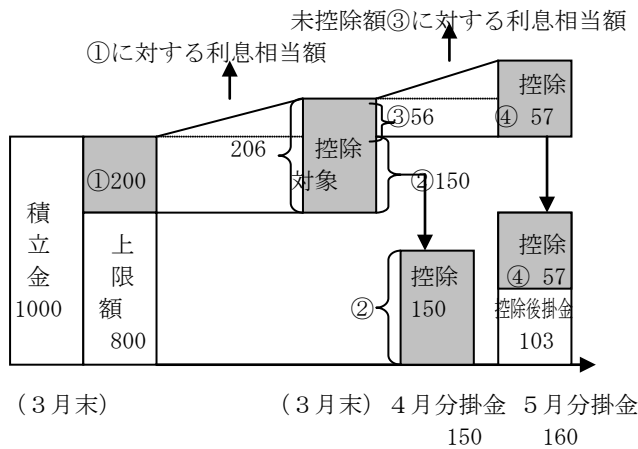 未控除額③に対する利息相当額
①に対する利息相当額
控除
④ 57
③56
206
控除
対象
①200
②150
積立金
1000
上限
額
800
控除
④ 57
控除
150
②
控除後掛金
103
(３月末)
(３月末)
４月分掛金
150
５月分掛金
160